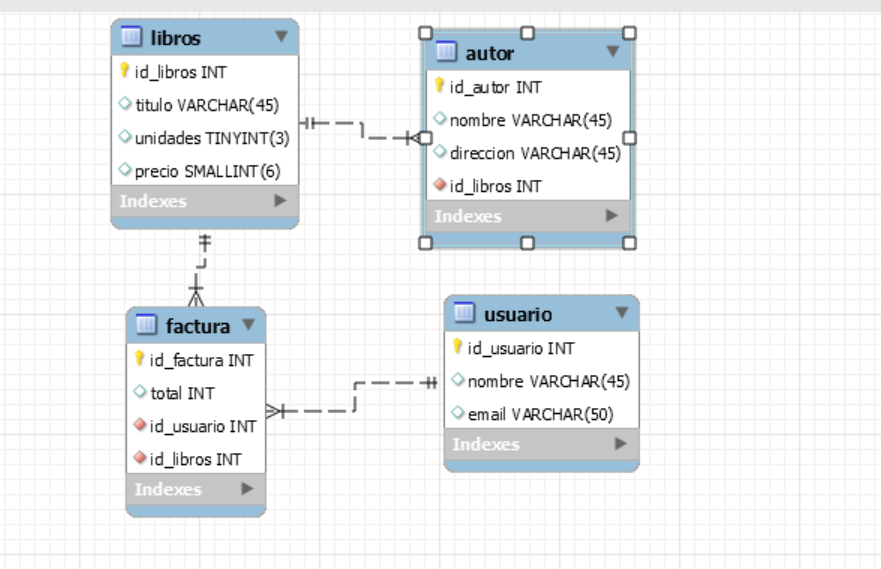 libros
id_libros INT
titulo VARCHAR(45)
unidades TINYINT(3)
precio SMALLINT(6)
Indexes
autor
id_autor INT
nombre VARCHAR(45)
direccion VARCHAR(45)
id_libros INT
Indexes
factura
id_factura INT
total INT
id_usuario INT
id_libros INT
Indexes
usuario
id_usuario INT
nombre VARCHAR(45)
email VARCHAR(50)
Indexes